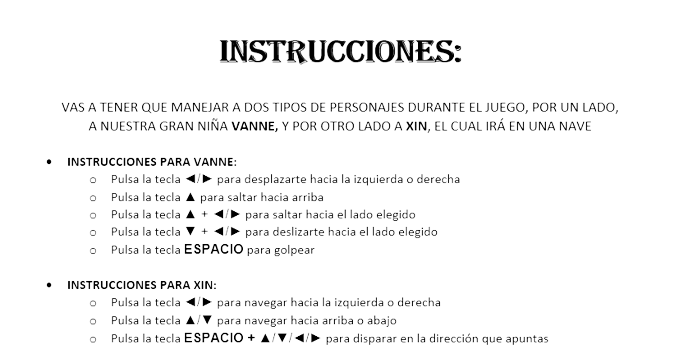 INSTRUCCIONES:
VAS A TENER QUE MANEJAR A DOS TIPOS DE PERSONAJES DURANTE EL JUEGO, POR UN LADO,
A NUESTRA GRAN NIÑA VANNE, Y POR OTRO LADO A XIN, EL CUAL IRÁ EN UNA NAVE
• INSTRUCCIONES PARA VANNE:
o Pulsa la tecla ◄/► para desplazarte hacia la izquierda o derecha
o Pulsa la tecla ▲ para saltar hacia arriba
o Pulsa la tecla ▲ + ◄/► para saltar hacia el lado elegido
o Pulsa la tecla ▼ + ◄/► para deslizarte hacia el lado elegido
o Pulsa la tecla ESPACIO para golpear
• INSTRUCCIONES PARA XIN:
o Pulsa la tecla ◄/► para navegar hacia la izquierda o derecha
o Pulsa la tecla ▲/▼ para navegar hacia arriba o abajo
o Pulsa la tecla ESPACIO + ▲/▼/◄/► para disparar en la dirección que apuntas